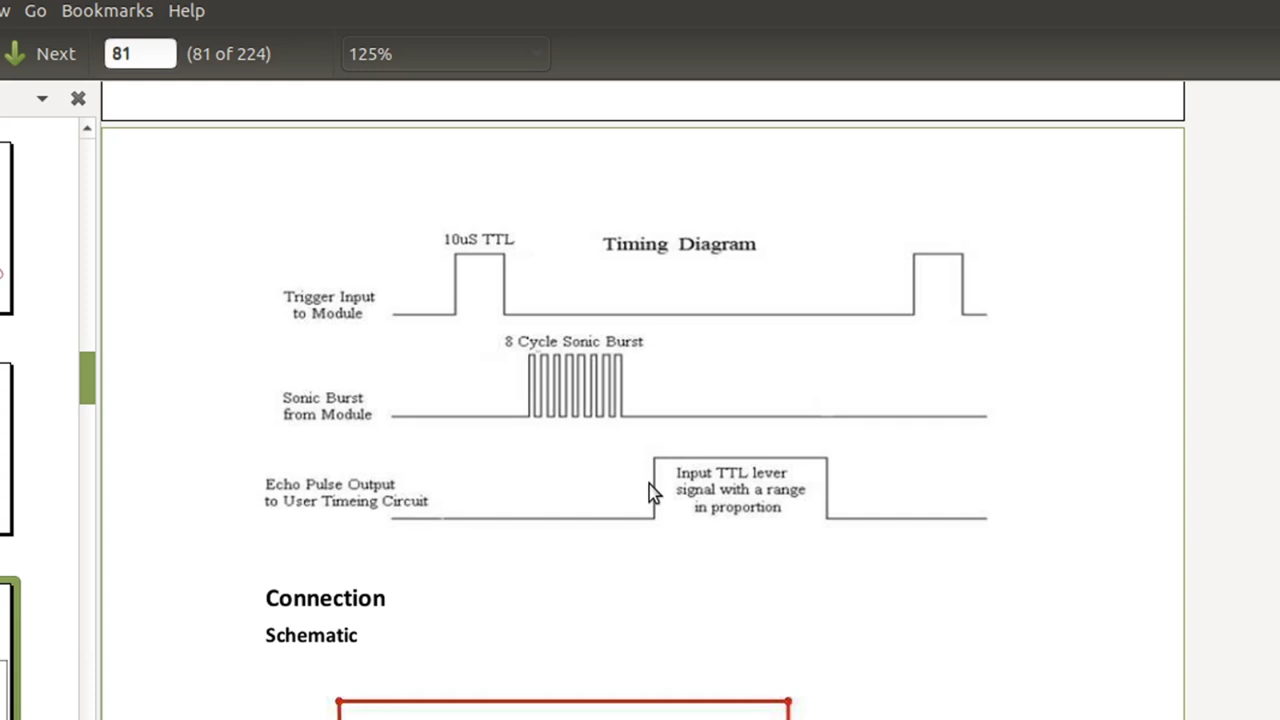 w Go Bookmarks Help
Next 81 (81 of 224) 125%
10uS TTL
Timing Diagram
Trigger Input
to Module
8 Cycle Sonic Burst
Sonic Burst
from Module
Input TTL lever
signal with a range
in proportion
Echo Pulse Output
to User Timeing Circuit
Connection
Schematic